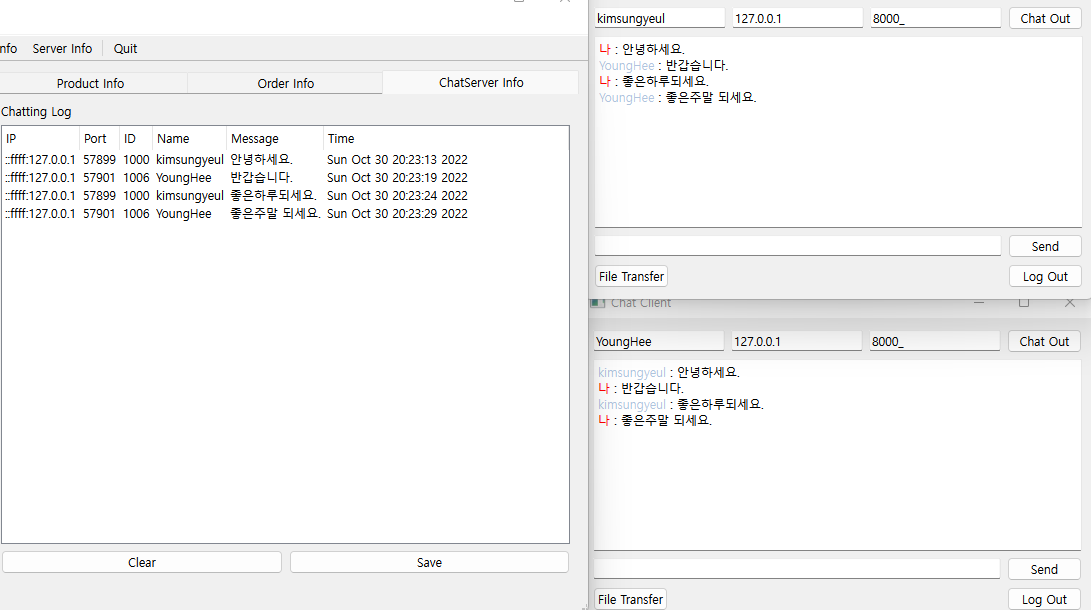 nfo Server Info Quit
Product Info Order Info ChatServer Info
Chatting Log
IP Port ID Name Message Time
::ffff:127.0.0.1 57899 1000 kimsungyeul 안녕하세요. Sun Oct 30 20:23:13 2022
::ffff:127.0.0.1 57901 1006 YoungHee 반갑습니다. Sun Oct 30 20:23:19 2022
::ffff:127.0.0.1 57899 1000 kimsungyeul 좋은하루되세요. Sun Oct 30 20:23:24 2022
::ffff:127.0.0.1 57901 1006 YoungHee 좋은주말 되세요. Sun Oct 30 20:23:29 2022
Clear Save
kimsungyeul 127.0.0.1 8000_ Chat Out
나 : 안녕하세요.
YoungHee : 반갑습니다.
나 : 좋은하루되세요.
YoungHee : 좋은주말 되세요.
Send
File Transfer Log Out
Chat Client
YoungHee 127.0.0.1 8000_ Chat Out
kimsungyeul : 안녕하세요.
나 : 반갑습니다.
kimsungyeul : 좋은하루되세요.
나 : 좋은주말 되세요.
Send
File Transfer Log Out